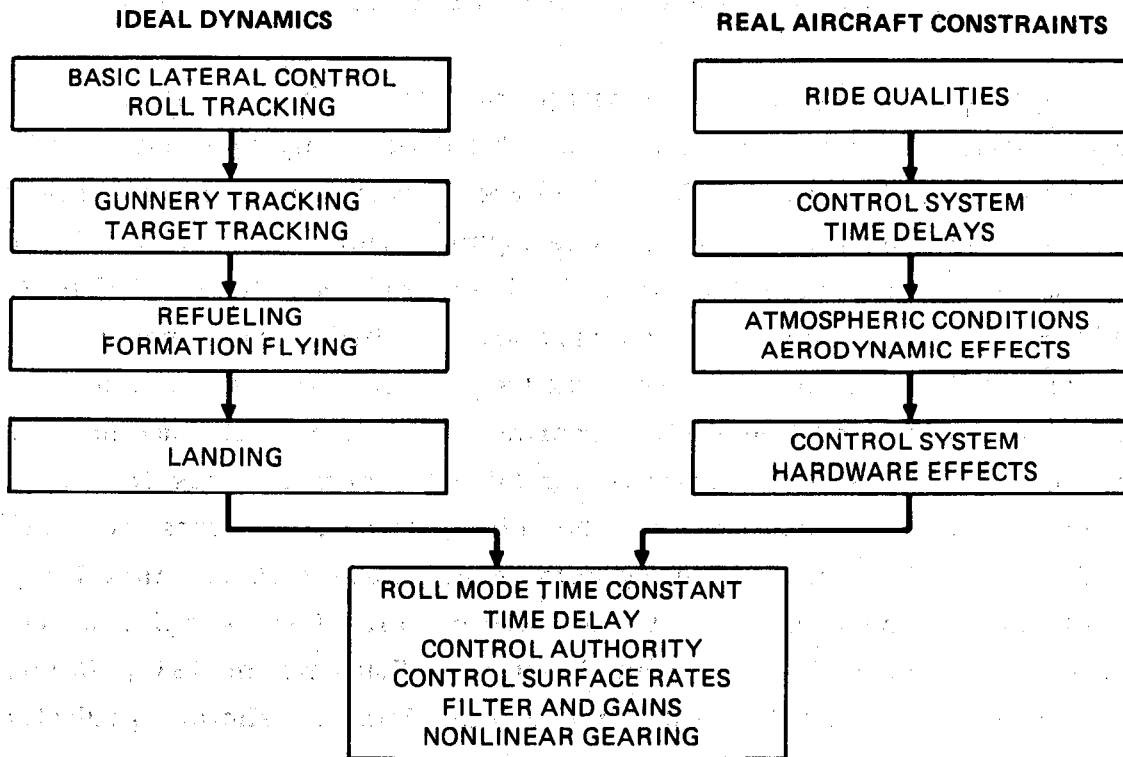 IDEAL DYNAMICS
BASIC LATERAL CONTROL
ROLL TRACKING
GUNNERY TRACKING
TARGET TRACKING
REFUELING
FORMATION FLYING
LANDING
REAL AIRCRAFT CONSTRAINTS
RIDE QUALITIES
CONTROL SYSTEM
TIME DELAYS
ATMOSPHERIC CONDITIONS
AERODYNAMIC EFFECTS
CONTROL SYSTEM
HARDWARE EFFECTS
ROLL MODE TIME CONSTANT
TIME DELAY
CONTROL AUTHORITY
CONTROL SURFACE RATES
FILTER AND GAINS
NONLINEAR GEARING